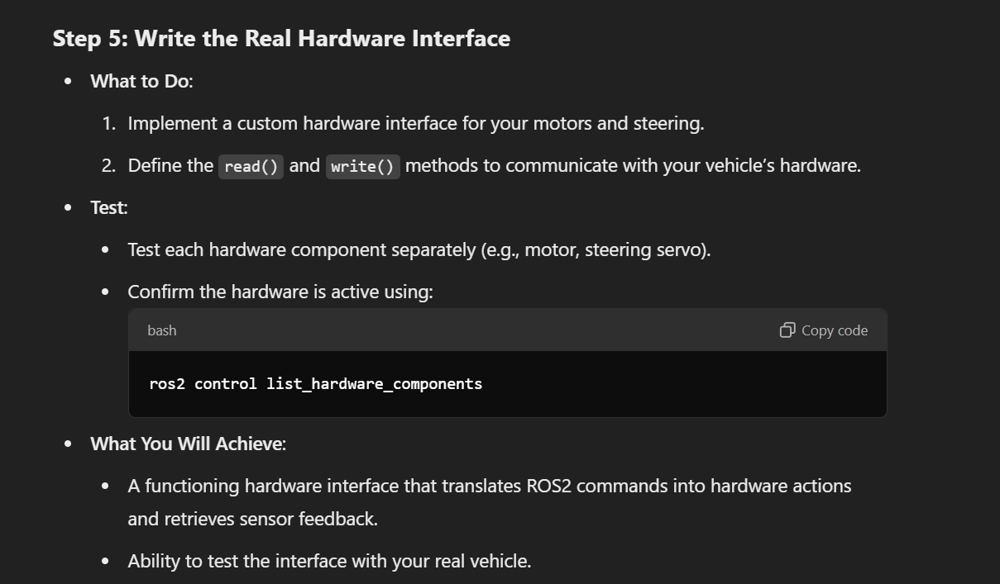 Step 5: Write the Real Hardware Interface
• What to Do:
1. Implement a custom hardware interface for your motors and steering.
2. Define the read() and write() methods to communicate with your vehicle’s hardware.
• Test:
• Test each hardware component separately (e.g., motor, steering servo).
• Confirm the hardware is active using:
bash Copy code
ros2 control list_hardware_components
• What You Will Achieve:
• A functioning hardware interface that translates ROS2 commands into hardware actions
and retrieves sensor feedback.
• Ability to test the interface with your real vehicle.